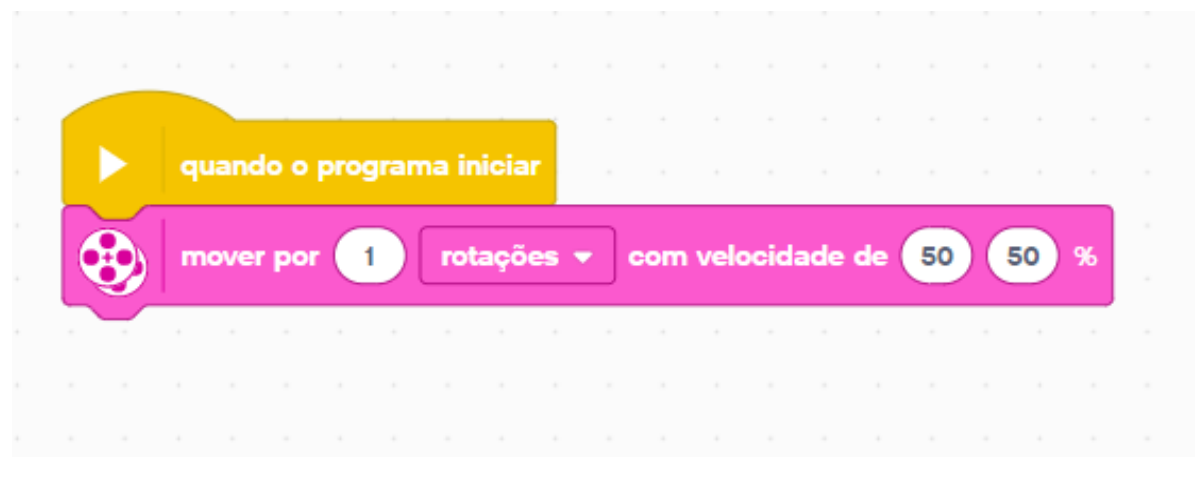 quando o programa iniciar
mover por 1 rotações com velocidade de 50 50 %